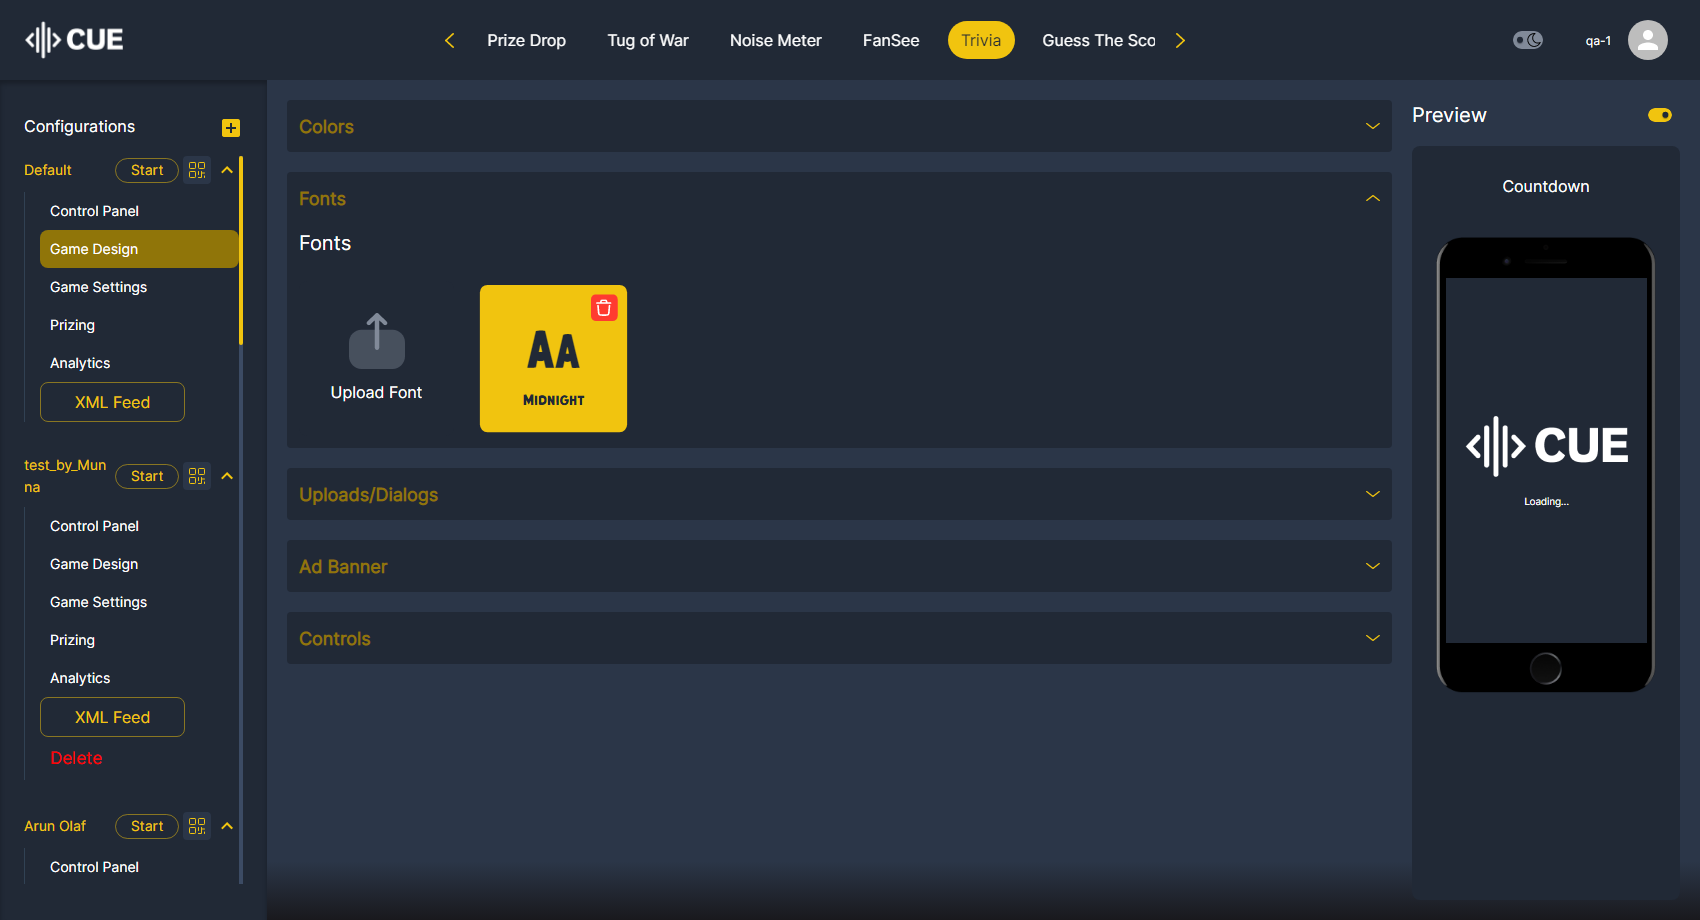 CUE
Prize Drop
Tug of War
Noise Meter
FanSee
Trivia
Guess The Sco
qa-1
Configurations
Default
Start
Control Panel
Game Design
Game Settings
Prizing
Analytics
XML Feed
test_by_Mun
na
Start
Control Panel
Game Design
Game Settings
Prizing
Analytics
XML Feed
Delete
Arun Olaf
Start
Control Panel
Colors
Fonts
Fonts
Upload Font
AA
MIDNIGHT
Uploads/Dialogs
Ad Banner
Controls
Preview
Countdown
CUE
Loading...